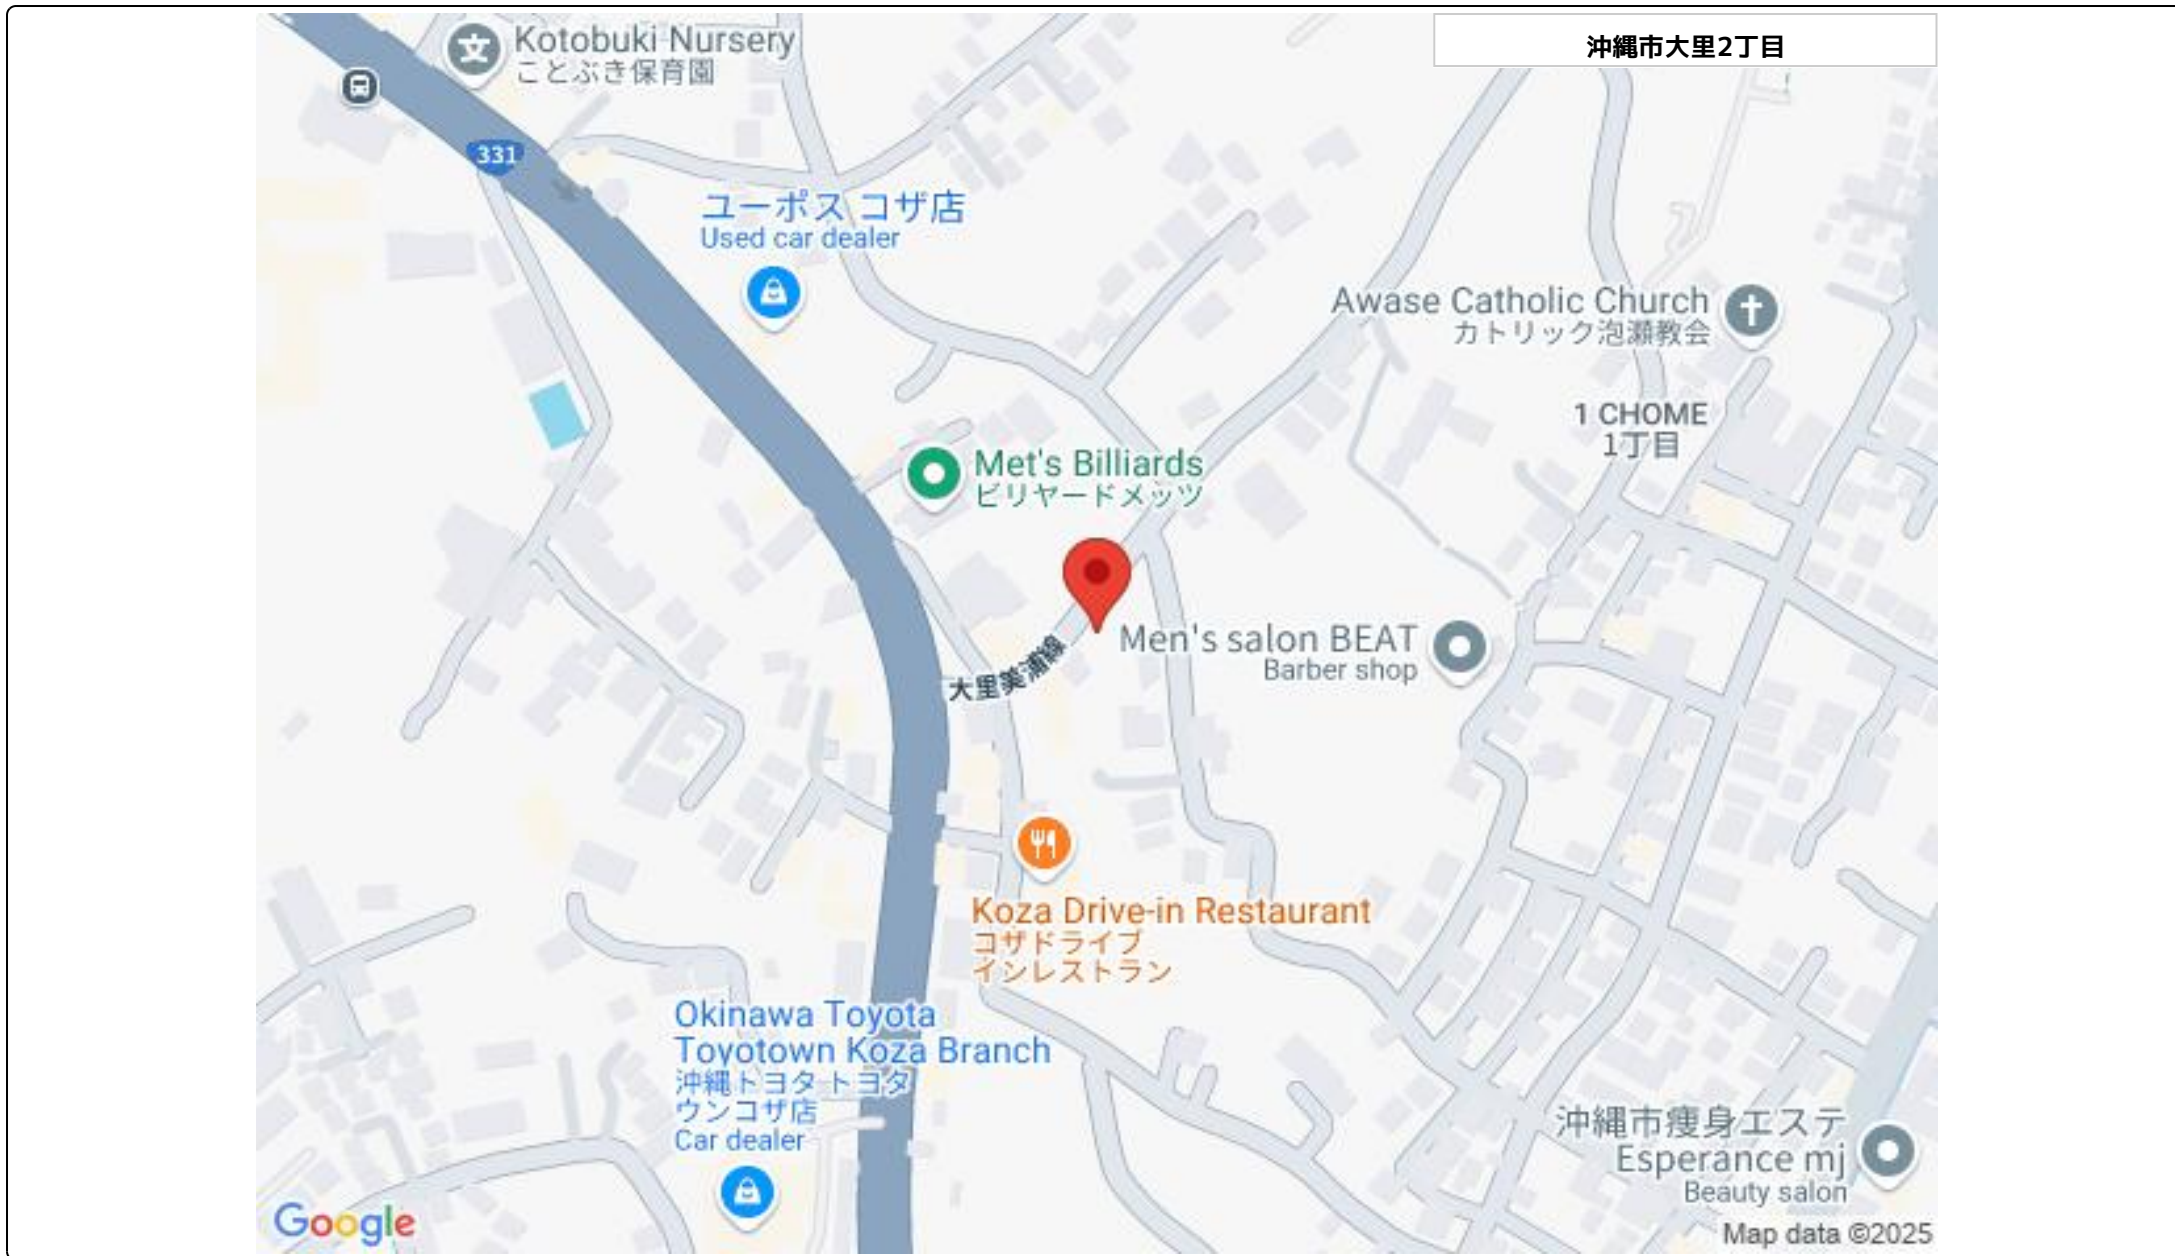 沖縄市大里2丁目
Kotobuki Nursery
ことぶき保育園
331
ユーポス コザ店
Used car dealer
Awase Catholic Church
カトリック泡瀬教会
1 CHOME
1丁目
Met's Billiards
ビリヤードメッツ
大里美浦線
Men's salon BEAT
Barber shop
Koza Drive-in Restaurant
コザドライブ
インレストラン
Okinawa Toyota
Toyotown Koza Branch
沖縄トヨタ トヨタ
ウンコザ店
Car dealer
沖縄市痩身エステ
Esperance mj
Beauty salon
Google
Map data ©2025